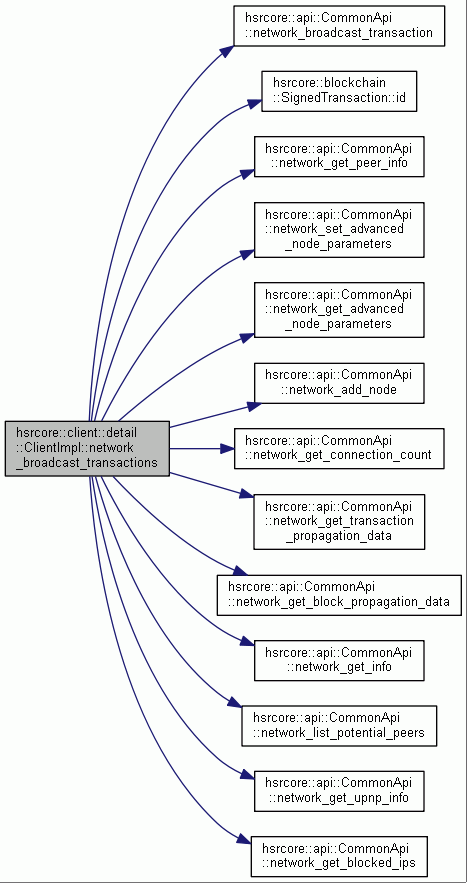 hsrcore::api::CommonApi
::network_broadcast_transaction
hsrcore::blockchain
::SignedTransaction::id
hsrcore::api::CommonApi
::network_get_peer_info
hsrcore::api::CommonApi
::network_set_advanced
_node_parameters
hsrcore::api::CommonApi
::network_get_advanced
_node_parameters
hsrcore::api::CommonApi
::network_add_node
hsrcore::client::detail
::ClientImpl::network
_broadcast_transactions
hsrcore::api::CommonApi
::network_get_connection_count
hsrcore::api::CommonApi
::network_get_transaction
_propagation_data
hsrcore::api::CommonApi
::network_get_block_propagation_data
hsrcore::api::CommonApi
::network_get_info
hsrcore::api::CommonApi
::network_list_potential_peers
hsrcore::api::CommonApi
::network_get_upnp_info
hsrcore::api::CommonApi
::network_get_blocked_ips